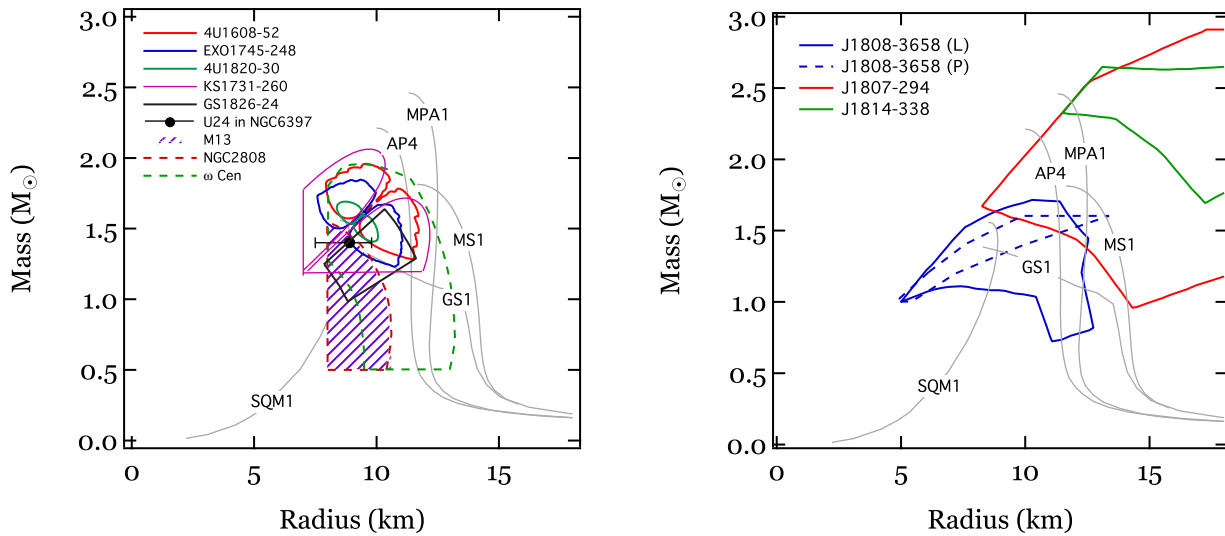 3.0
2.5
2.0
1.5
1.0
0.5
0.0
Mass (M⊙)
4U1608-52
EXO1745-248
4U1820-30
KS1731-260
GS1826-24
U24 in NGC6397
M13
NGC2808
ω Cen
MPA1
AP4
MS1
GS1
SQM1
0
5
10
15
Radius (km)
3.0
2.5
2.0
1.5
1.0
0.5
0.0
Mass (M⊙)
J1808-3658 (L)
J1808-3658 (P)
J1807-294
J1814-338
MPA1
AP4
MS1
GS1
SQM1
0
5
10
15
Radius (km)